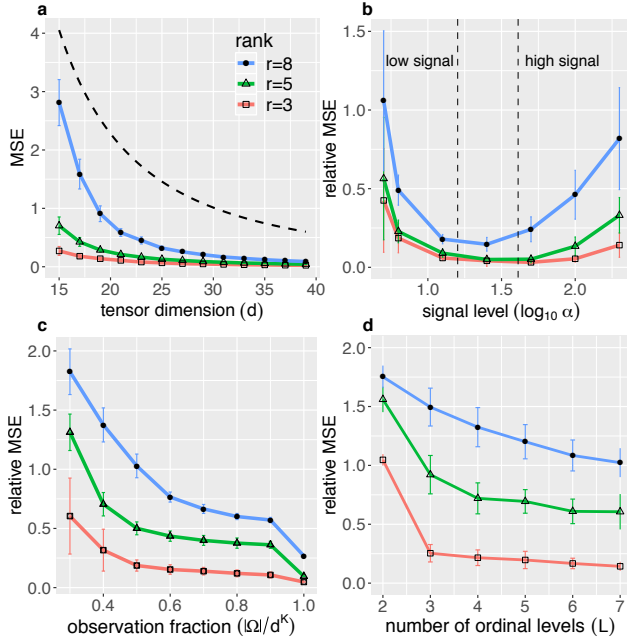 a
rank
r=8
r=5
r=3
4
3
2
1
0
MSE
15
20
25
30
35
40
tensor dimension (d)
b
low signal
high signal
1.5
1.0
0.5
0.0
relative MSE
1.0
1.5
2.0
signal level (log₁₀ α)
c
2.0
1.5
1.0
0.5
0.0
relative MSE
0.4
0.6
0.8
1.0
observation fraction (|Ω|/dᴷ)
d
2.0
1.5
1.0
0.5
0.0
relative MSE
2
3
4
5
6
7
number of ordinal levels (L)